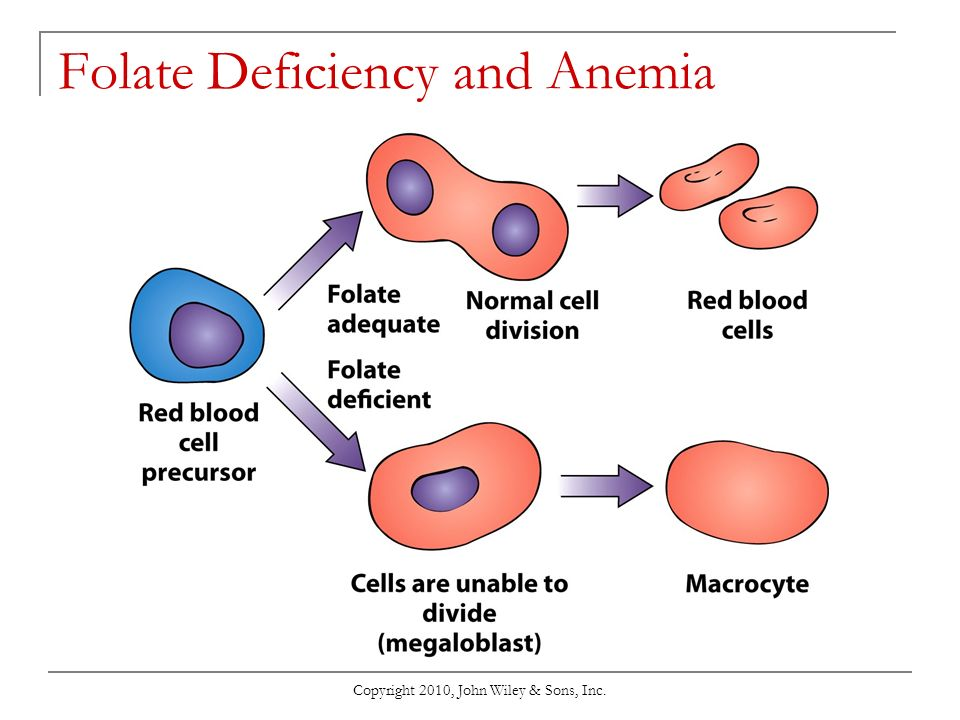 Folate Deficiency and Anemia
Folate
adequate
Normal cell
division
Red blood
cells
Folate
deficient
Red blood
cell
precursor
Cells are unable to
divide
(megaloblast)
Macrocyte
Copyright 2010, John Wiley & Sons, Inc.